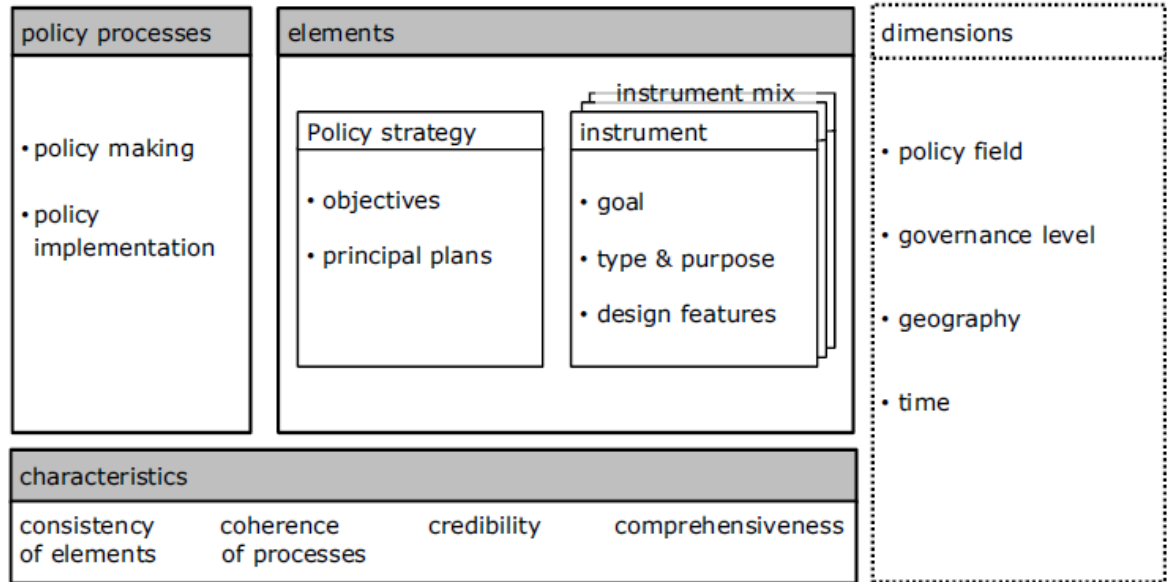 policy processes
• policy making
• policy
implementation
elements
Policy strategy
• objectives
• principal plans
instrument mix
instrument
• goal
• type & purpose
• design features
dimensions
• policy field
• governance level
• geography
• time
characteristics
consistency
of elements
coherence
of processes
credibility
comprehensiveness